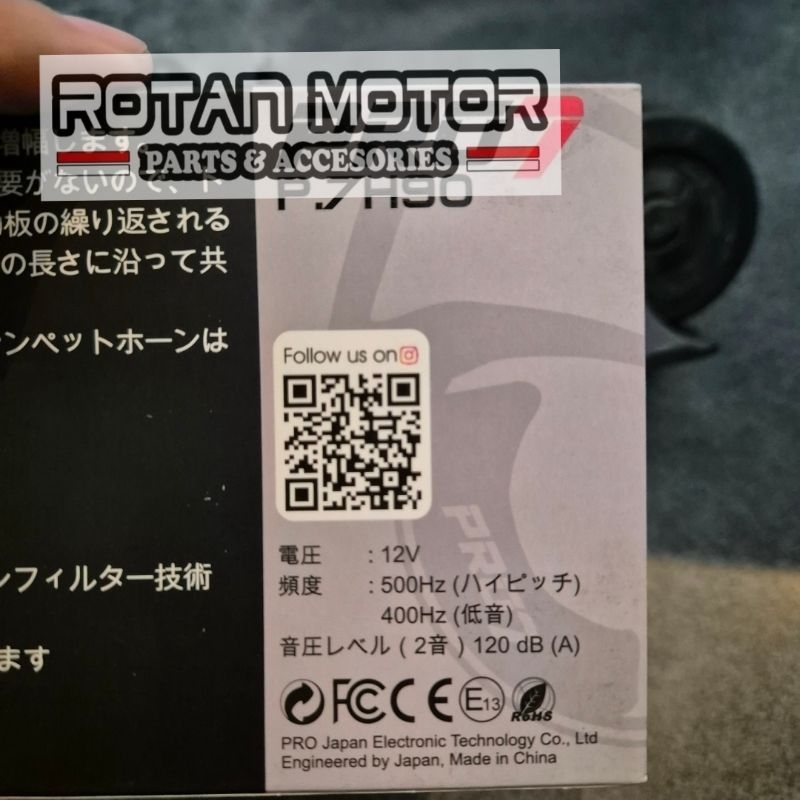 ROTAN MOTOR
PARTS & ACCESORIES
増幅します
要がないので、
板の繰り返される
の長さに沿って共
ンペットホーンは
フィルター技術
ます
P.7H90
Follow us on
PRO
電圧 : 12V
頻度 : 500Hz (ハイピッチ)
400Hz (低音)
音圧レベル ( 2音 ) 120 dB (A)
FC CE E13 RoHS
PRO Japan Electronic Technology Co., Ltd
Engineered by Japan, Made in China